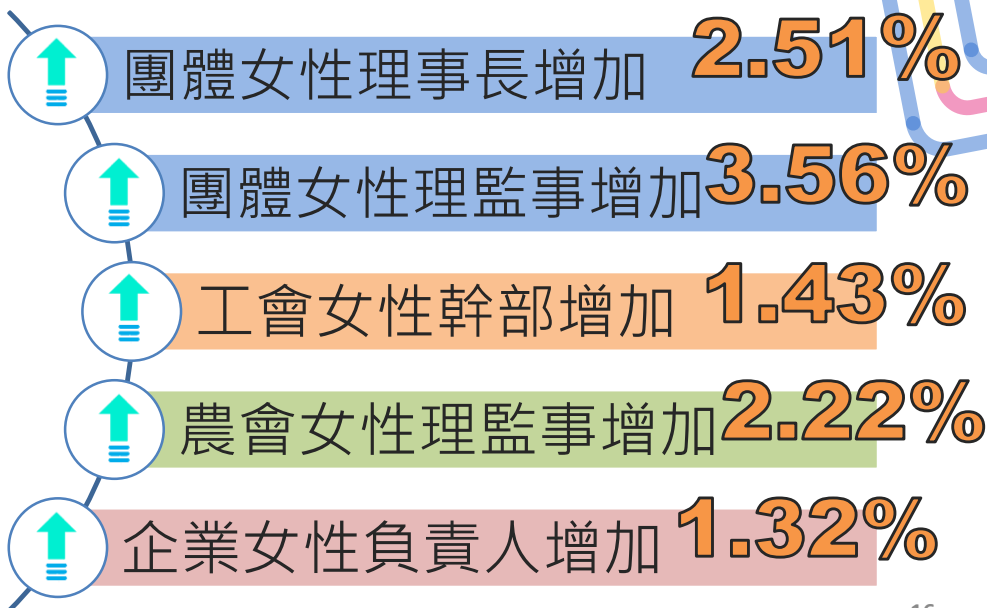 團體女性理事長增加 2.51%
團體女性理監事增加3.56%
工會女性幹部增加 1.43%
農會女性理監事增加2.22%
企業女性負責人增加 1.32%